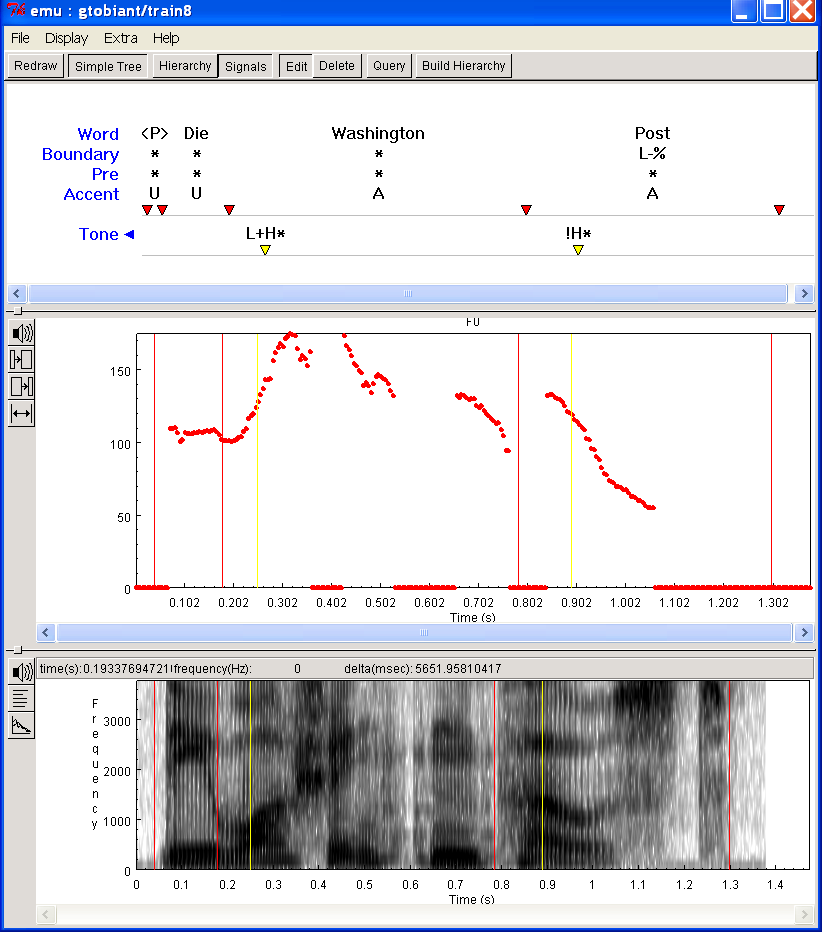 emu : gtobiant/train8
File Display Extra Help
Redraw Simple Tree Hierarchy Signals Edit Delete Query Build Hierarchy
Word <P> Die Washington Post
Boundary * * * L-%
Pre * * * *
Accent U U A A
Tone L+H* !H*
F0
150
100
50
0
0.102 0.202 0.302 0.402 0.502 0.602 0.702 0.802 0.902 1.002 1.102 1.202 1.302
Time (s)
time(s): 0.19337694721 frequency(Hz): 0 delta(msec): 5651.95810417
Frequency
3000
2000
1000
0
0 0.1 0.2 0.3 0.4 0.5 0.6 0.7 0.8 0.9 1 1.1 1.2 1.3 1.4
Time (s)